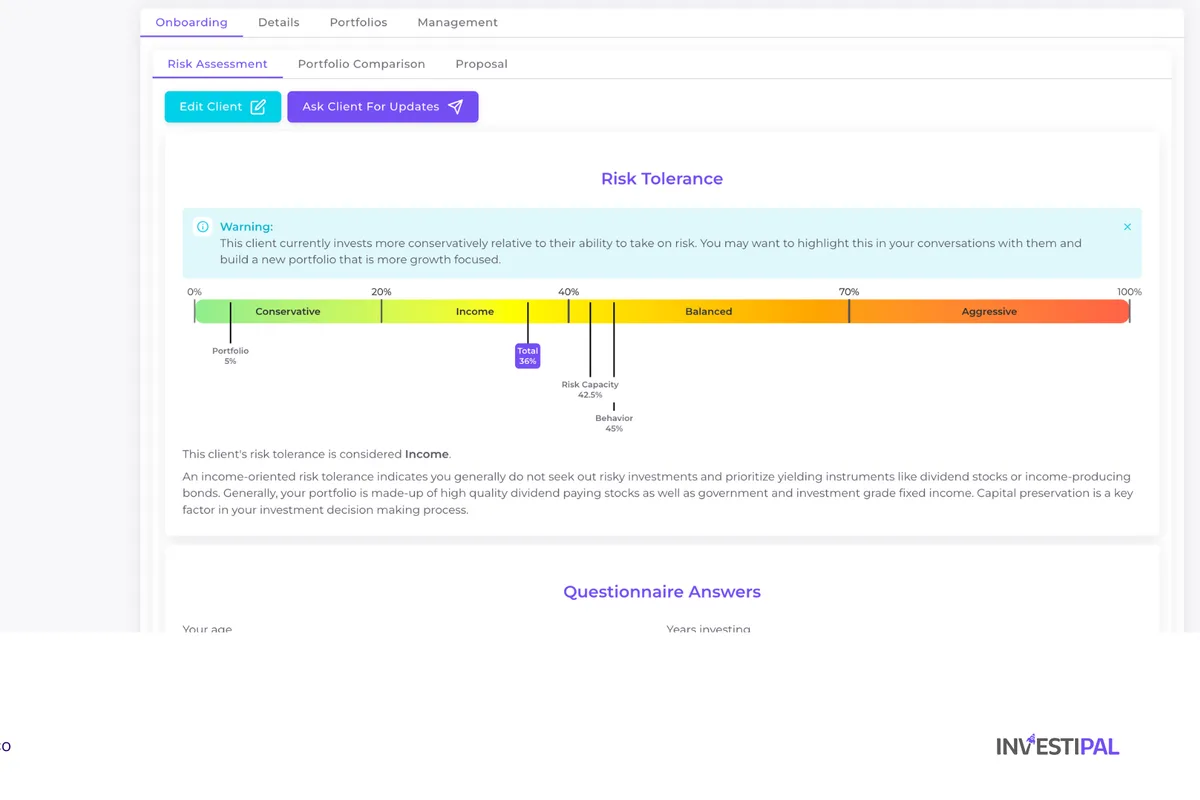 Onboarding Details Portfolios Management
Risk Assessment Portfolio Comparison Proposal
Edit Client Ask Client For Updates
Risk Tolerance
Warning:
This client currently invests more conservatively relative to their ability to take on risk. You may want to highlight this in your conversations with them and
build a new portfolio that is more growth focused.
0% 20% 40% 70% 100%
Conservative Income Balanced Aggressive
Portfolio
5%
Total
36%
Risk Capacity
42.5%
Behavior
45%
This client's risk tolerance is considered Income.
An income-oriented risk tolerance indicates you generally do not seek out risky investments and prioritize yielding instruments like dividend stocks or income-producing
bonds. Generally, your portfolio is made-up of high quality dividend paying stocks as well as government and investment grade fixed income. Capital preservation is a key
factor in your investment decision making process.
Questionnaire Answers
Your age Years investing
INVESTIPAL